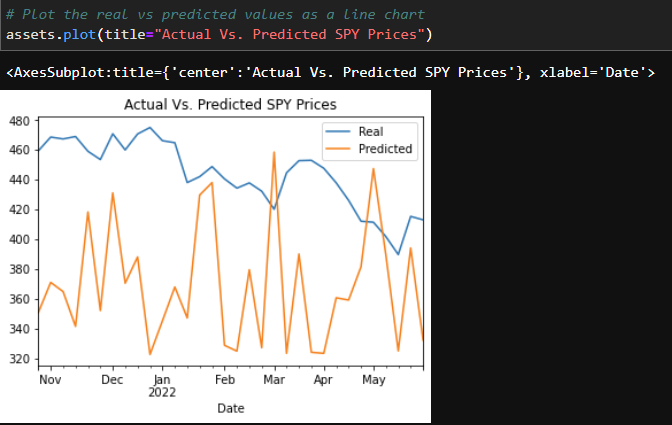 # Plot the real vs predicted values as a line chart
assets.plot(title="Actual Vs. Predicted SPY Prices")
<AxesSubplot:title={'center':'Actual Vs. Predicted SPY Prices'}, xlabel='Date'>
Actual Vs. Predicted SPY Prices
Real
Predicted
480
460
440
420
400
380
360
340
320
Nov Dec Jan Feb Mar Apr May
2022
Date